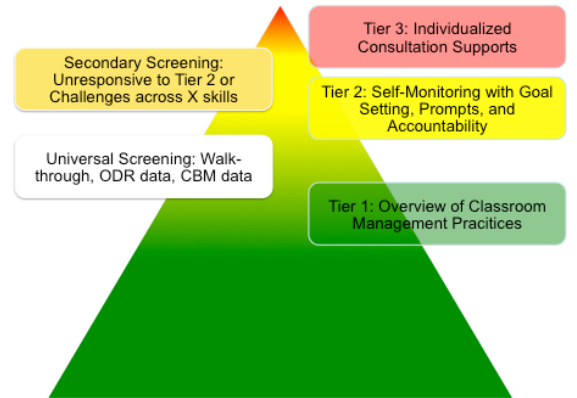 Secondary Screening:
Unresponsive to Tier 2 or
Challenges across X skills
Universal Screening: Walk-
through, ODR data, CBM data
Tier 3: Individualized
Consultation Supports
Tier 2: Self-Monitoring with Goal
Setting, Prompts, and
Accountability
Tier 1: Overview of Classroom
Management Pracitices